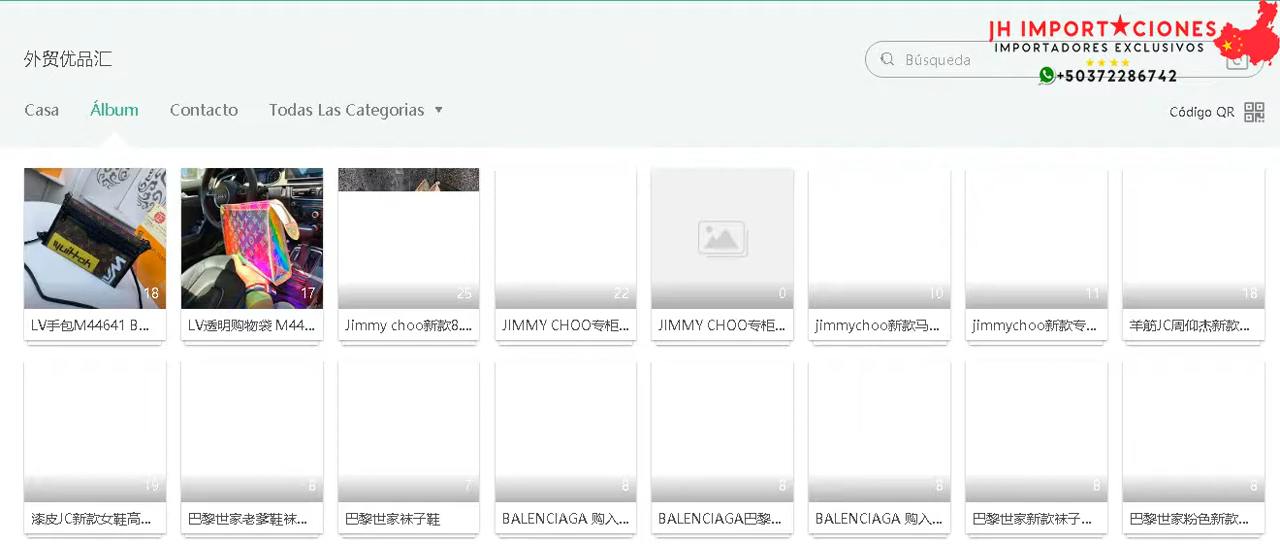 JH IMPORT★CIONES
IMPORTADORES EXCLUSIVOS
★★★★
+50372286742
外贸优品汇
Búsqueda
Casa
Álbum
Contacto
Todas Las Categorias ▼
Código QR
18
17
25
22
0
10
11
18
LV手包M44641 B...
LV透明购物袋 M44...
Jimmy choo新款8....
JIMMY CHOO专柜...
JIMMY CHOO专柜...
jimmychoo新款马...
jimmychoo新款专...
羊筋JC周仰杰新款...
19
8
7
8
8
8
8
8
漆皮JC新款女鞋高...
巴黎世家老爹鞋袜...
巴黎世家袜子鞋
BALENCIAGA 购入...
BALENCIAGA巴黎...
BALENCIAGA 购入...
巴黎世家新款袜子...
巴黎世家粉色新款...